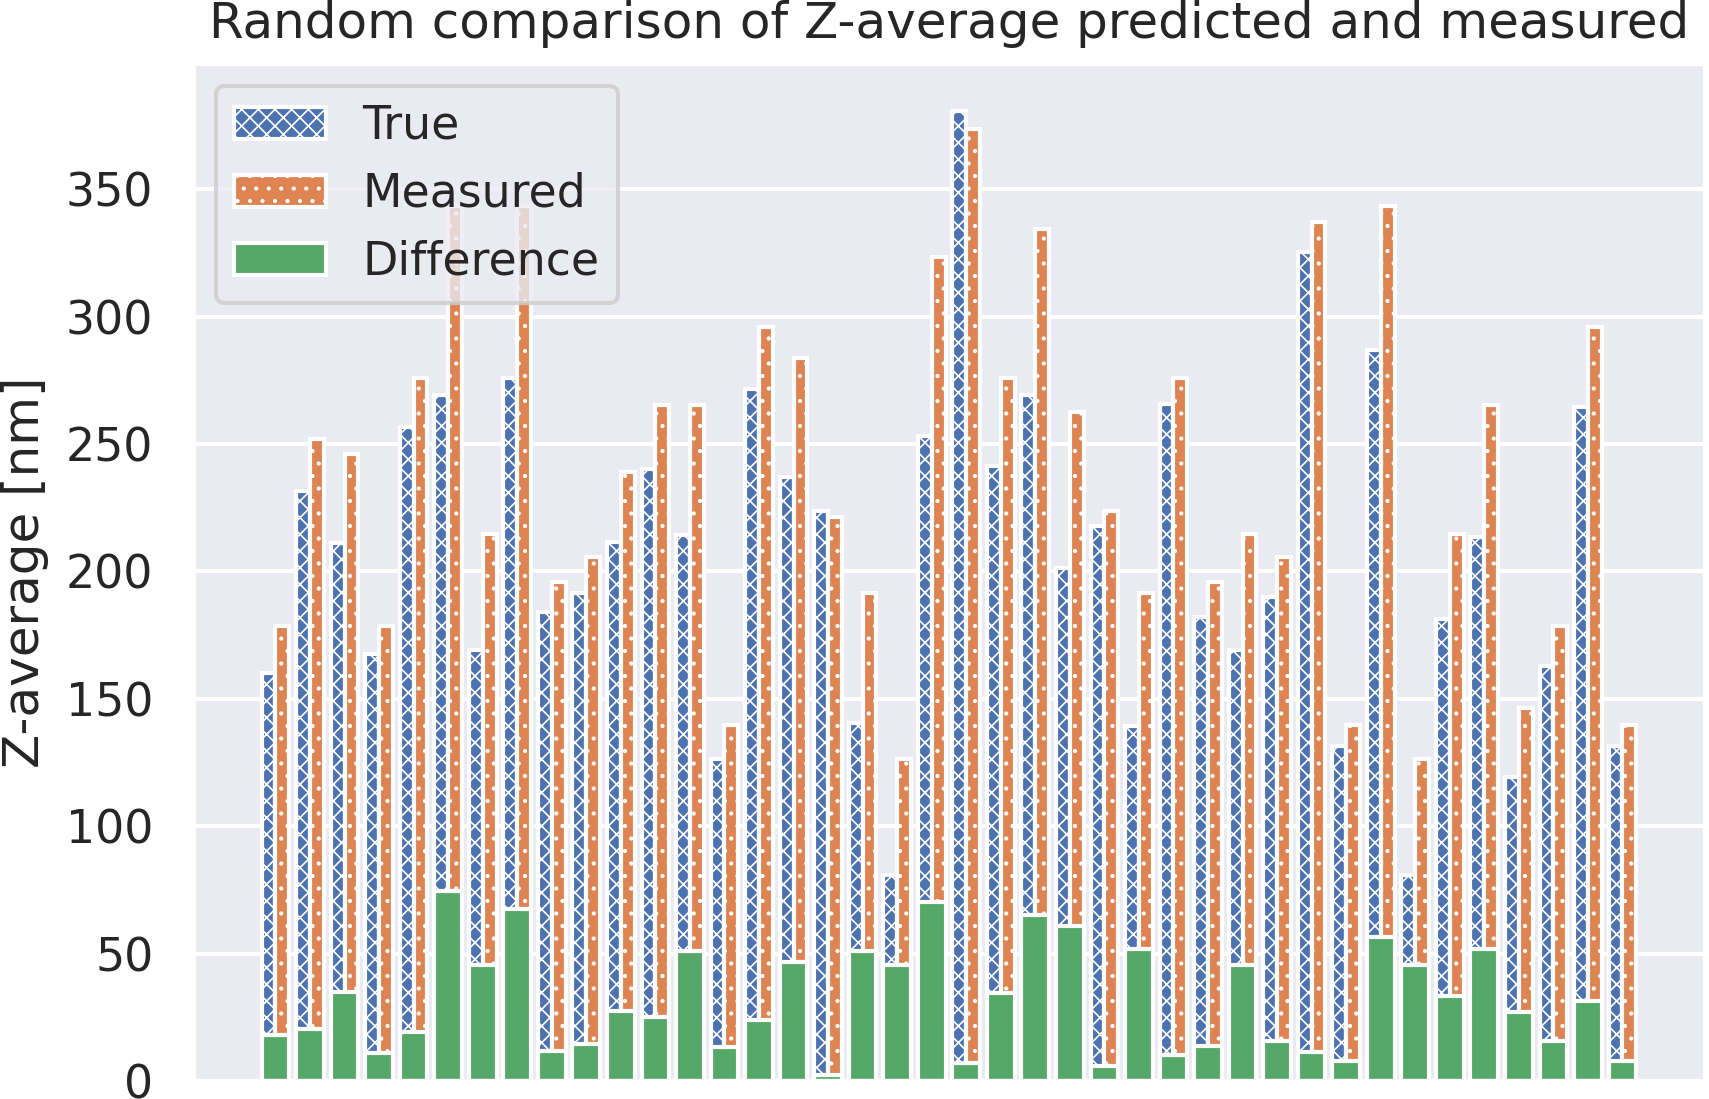 Random comparison of Z-average predicted and measured
True
Measured
Difference
350
300
250
200
150
100
50
0
Z-average [nm]